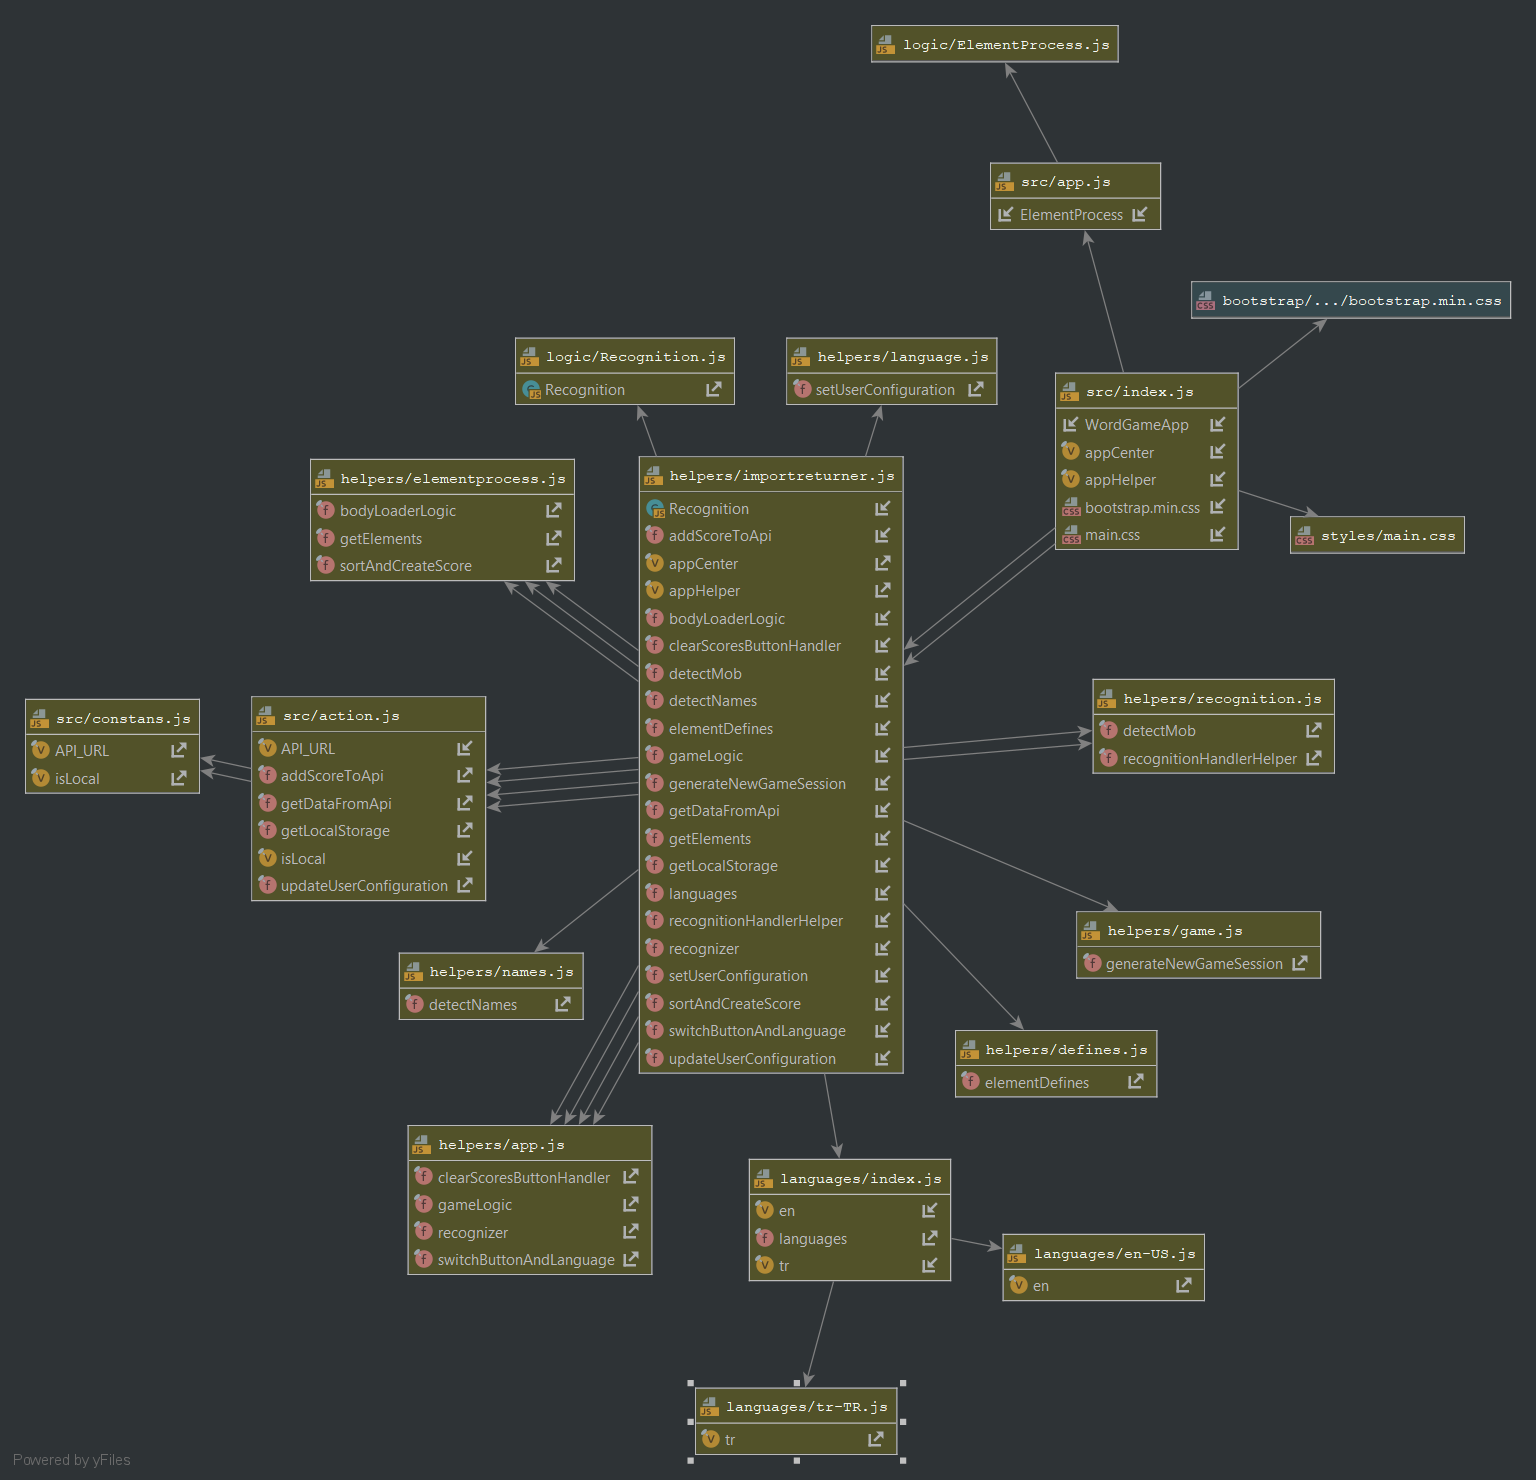 logic/ElementProcess.js
src/app.js
ElementProcess
bootstrap/.../bootstrap.min.css
logic/Recognition.js
Recognition
helpers/language.js
setUserConfiguration
src/index.js
WordGameApp
appCenter
appHelper
bootstrap.min.css
main.css
styles/main.css
helpers/elementprocess.js
bodyLoaderLogic
getElements
sortAndCreateScore
helpers/importreturner.js
Recognition
addScoreToApi
appCenter
appHelper
bodyLoaderLogic
clearScoresButtonHandler
detectMob
detectNames
elementDefines
gameLogic
generateNewGameSession
getDataFromApi
getElements
getLocalStorage
languages
recognitionHandlerHelper
recognizer
setUserConfiguration
sortAndCreateScore
switchButtonAndLanguage
updateUserConfiguration
src/constans.js
API_URL
isLocal
src/action.js
API_URL
addScoreToApi
getDataFromApi
getLocalStorage
isLocal
updateUserConfiguration
helpers/recognition.js
detectMob
recognitionHandlerHelper
helpers/game.js
generateNewGameSession
helpers/names.js
detectNames
helpers/defines.js
elementDefines
helpers/app.js
clearScoresButtonHandler
gameLogic
recognizer
switchButtonAndLanguage
languages/index.js
en
languages
tr
languages/en-US.js
en
languages/tr-TR.js
tr
Powered by yFiles